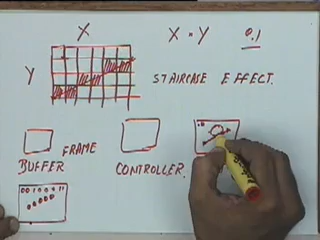 X X × Y 0.1
Y STAIRCASE EFFECT.
FRAME
BUFFER CONTROLLER.